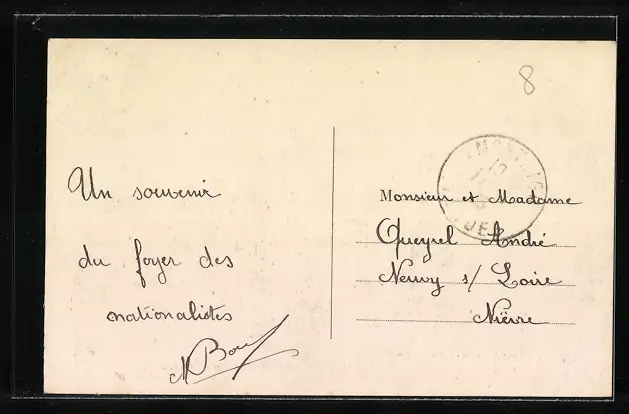 8
Un souvenir
du foyer des
nationalistes
Monsieur et Madame
Queyrel André
Neuvy s/ Loire
Nièvre